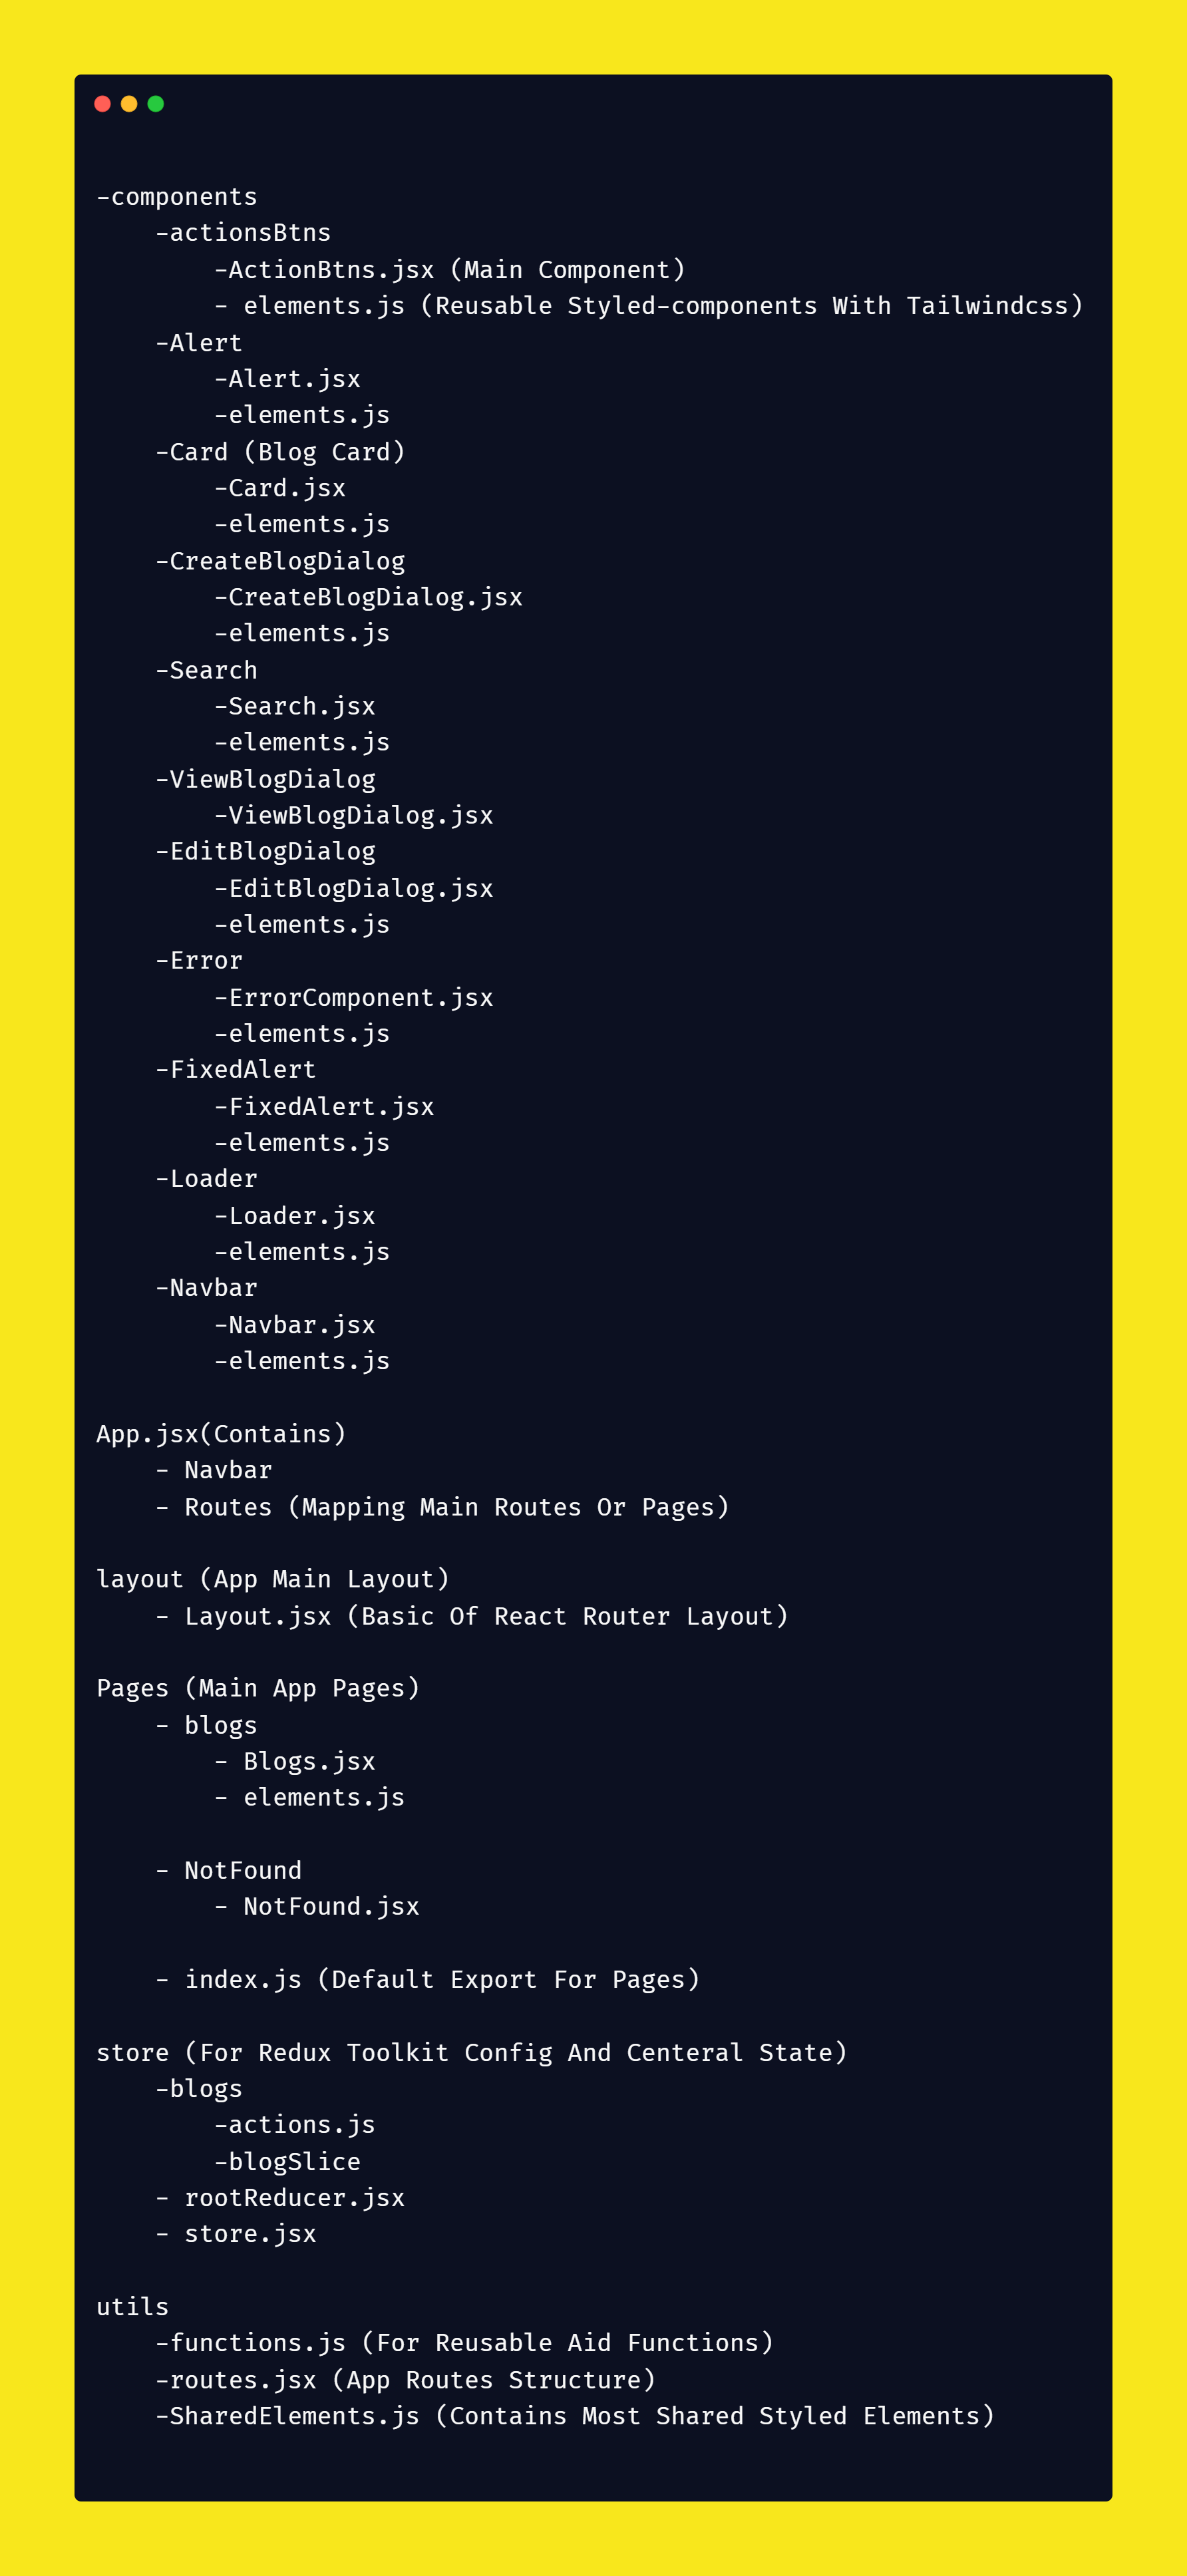 -components
    -actionsBtns
        -ActionBtns.jsx (Main Component)
        - elements.js (Reusable Styled-components With Tailwindcss)
    -Alert
        -Alert.jsx
        -elements.js
    -Card (Blog Card)
        -Card.jsx
        -elements.js
    -CreateBlogDialog
        -CreateBlogDialog.jsx
        -elements.js
    -Search
        -Search.jsx
        -elements.js
    -ViewBlogDialog
        -ViewBlogDialog.jsx
    -EditBlogDialog
        -EditBlogDialog.jsx
        -elements.js
    -Error
        -ErrorComponent.jsx
        -elements.js
    -FixedAlert
        -FixedAlert.jsx
        -elements.js
    -Loader
        -Loader.jsx
        -elements.js
    -Navbar
        -Navbar.jsx
        -elements.js

App.jsx(Contains)
    - Navbar
    - Routes (Mapping Main Routes Or Pages)

layout (App Main Layout)
    - Layout.jsx (Basic Of React Router Layout)

Pages (Main App Pages)
    - blogs
        - Blogs.jsx
        - elements.js

    - NotFound
        - NotFound.jsx

    - index.js (Default Export For Pages)

store (For Redux Toolkit Config And Centeral State)
    -blogs
        -actions.js
        -blogSlice
    - rootReducer.jsx
    - store.jsx

utils
    -functions.js (For Reusable Aid Functions)
    -routes.jsx (App Routes Structure)
    -SharedElements.js (Contains Most Shared Styled Elements)